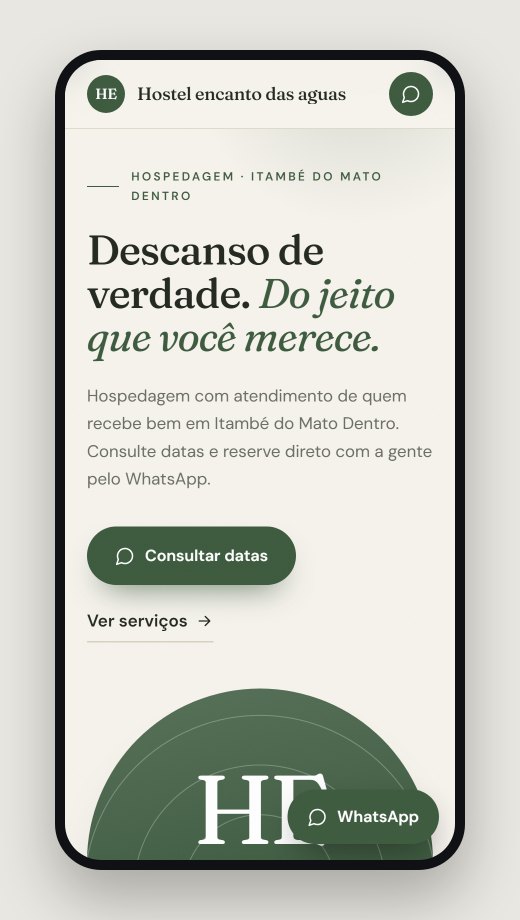 HE Hostel encanto das aguas
HOSPEDAGEM · ITAMBÉ DO MATO
DENTRO
Descanso de
verdade. Do jeito
que você merece.
Hospedagem com atendimento de quem
recebe bem em Itambé do Mato Dentro.
Consulte datas e reserve direto com a gente
pelo WhatsApp.
Consultar datas
Ver serviços →
HE
WhatsApp